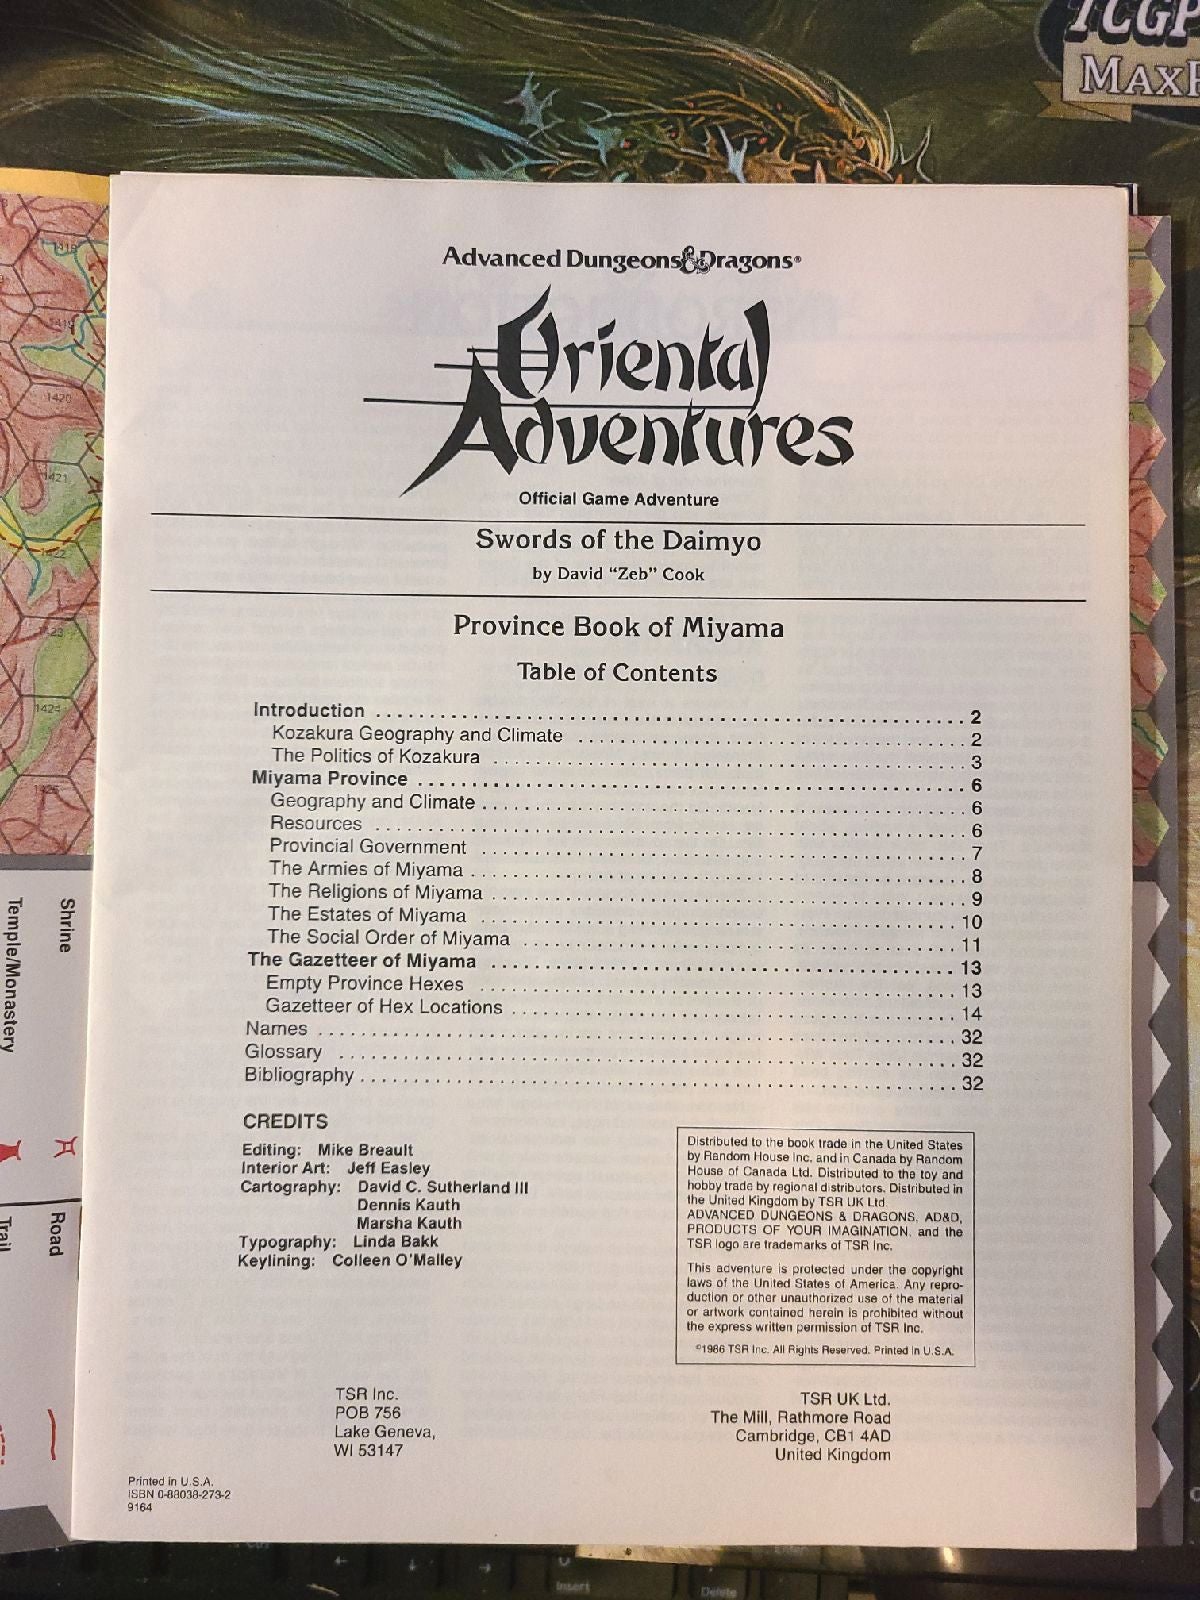 TCGP
MAX
Advanced Dungeons & Dragons®
Oriental
Adventures
Official Game Adventure
Swords of the Daimyo
by David "Zeb" Cook
Province Book of Miyama
Table of Contents
Introduction . . . . . . . . . . 2
Kozakura Geography and Climate . . . . . . . . . . 2
The Politics of Kozakura . . . . . . . . . . 3
Miyama Province . . . . . . . . . . 6
Geography and Climate . . . . . . . . . . 6
Resources . . . . . . . . . . 6
Provincial Government . . . . . . . . . . 7
The Armies of Miyama . . . . . . . . . . 8
The Religions of Miyama . . . . . . . . . . 9
The Estates of Miyama . . . . . . . . . . 10
The Social Order of Miyama . . . . . . . . . . 11
The Gazetteer of Miyama . . . . . . . . . . 13
Empty Province Hexes . . . . . . . . . . 13
Gazetteer of Hex Locations . . . . . . . . . . 14
Names . . . . . . . . . . 32
Glossary . . . . . . . . . . 32
Bibliography . . . . . . . . . . 32
CREDITS
Editing: Mike Breault
Interior Art: Jeff Easley
Cartography: David C. Sutherland III
Dennis Kauth
Marsha Kauth
Typography: Linda Bakk
Keylining: Colleen O'Malley
Distributed to the book trade in the United States
by Random House Inc. and in Canada by Random
House of Canada Ltd. Distributed to the toy and
hobby trade by regional distributors. Distributed in
the United Kingdom by TSR UK Ltd.
ADVANCED DUNGEONS & DRAGONS, AD&D,
PRODUCTS OF YOUR IMAGINATION, and the
TSR logo are trademarks of TSR Inc.
This adventure is protected under the copyright
laws of the United States of America. Any repro-
duction or other unauthorized use of the material
or artwork contained herein is prohibited without
the express written permission of TSR Inc.
©1986 TSR Inc. All Rights Reserved. Printed in U.S.A.
TSR Inc.
POB 756
Lake Geneva,
WI 53147
TSR UK Ltd.
The Mill, Rathmore Road
Cambridge, CB1 4AD
United Kingdom
Printed in U.S.A.
ISBN 0-88038-273-2
9164
1418
1419
1420
1421
1422
1424
Shrine
Temple/Monastery
Road
Trail
Insert
Delete